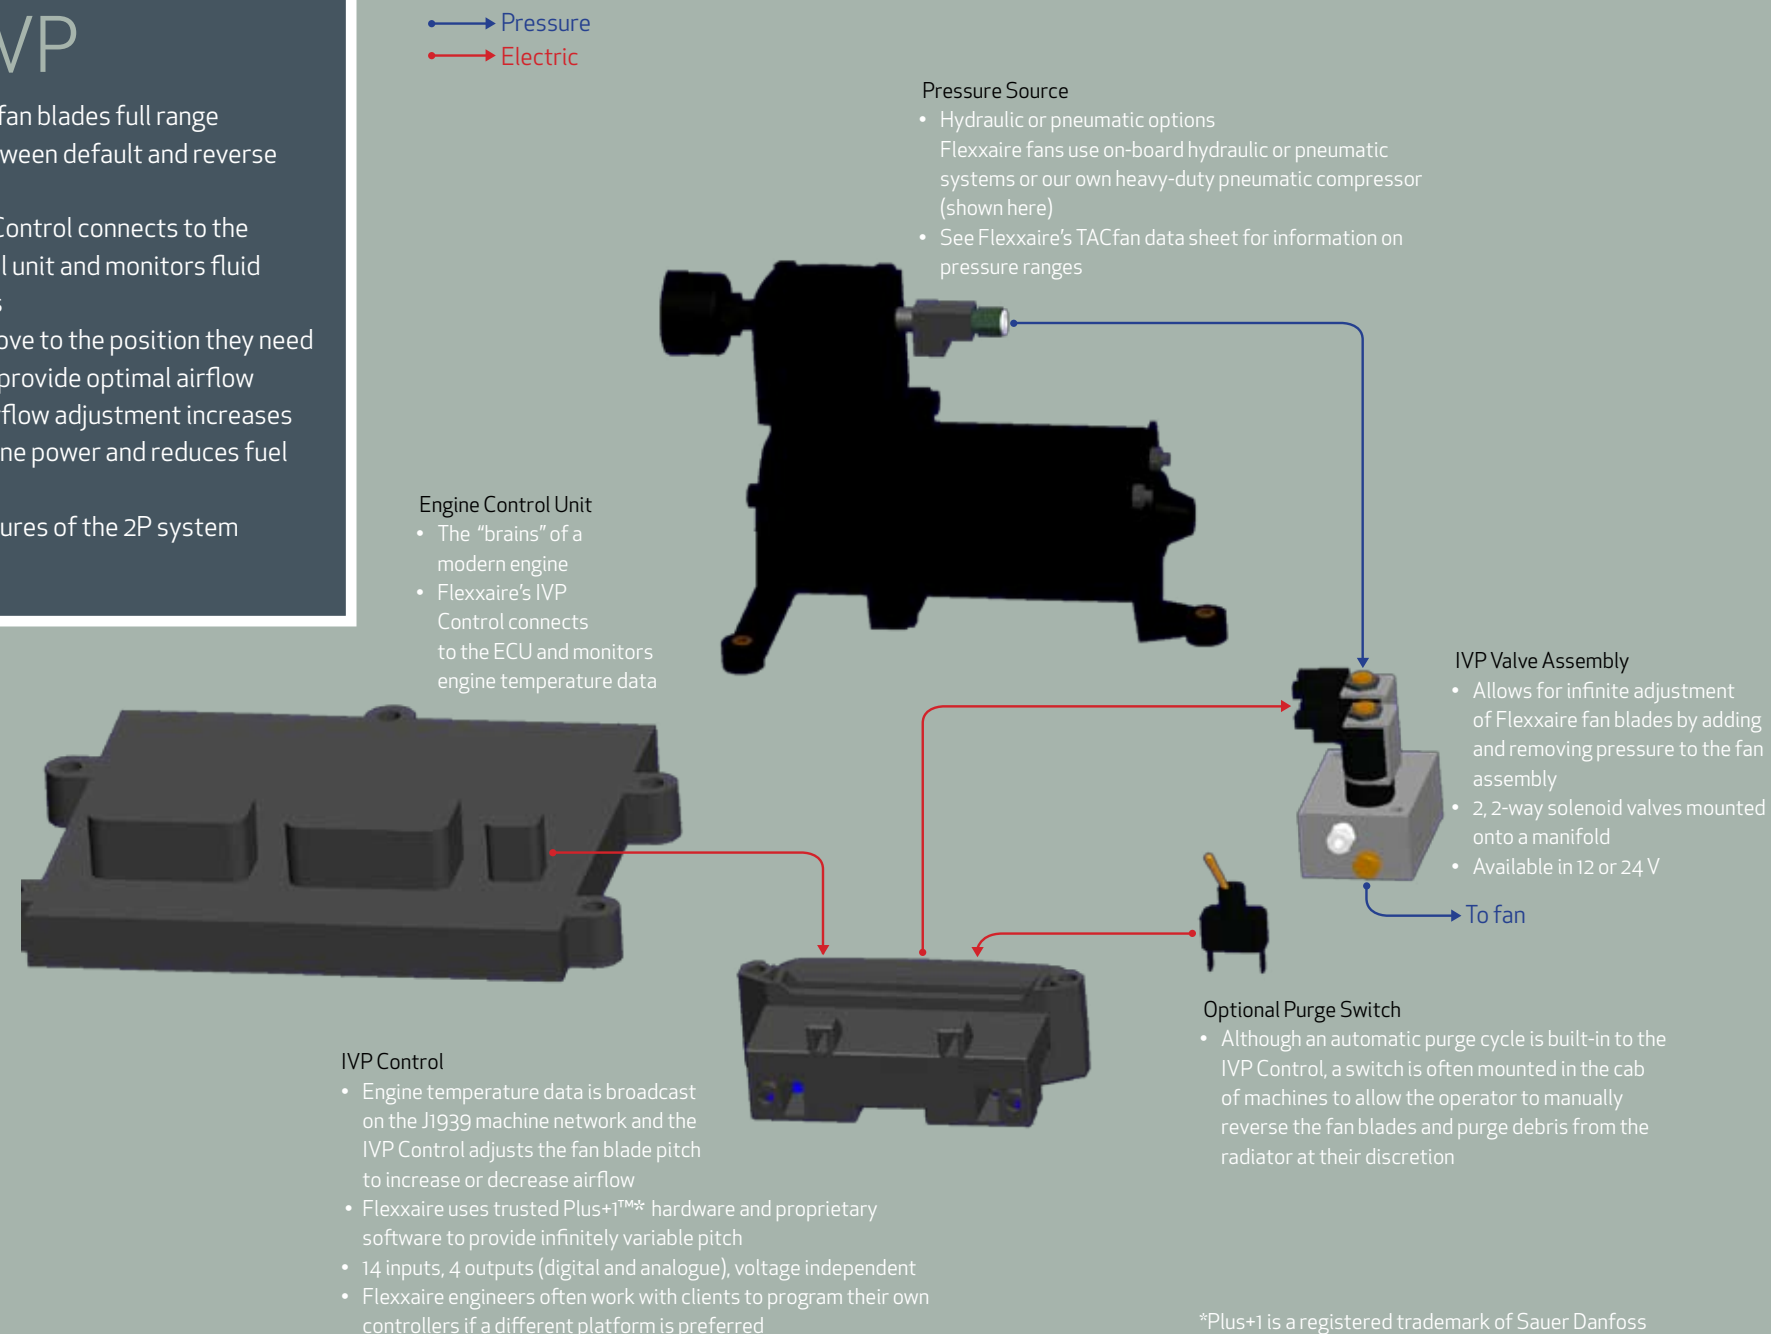 VP
fan blades full range
ween default and reverse
Control connects to the
l unit and monitors fluid
s
ove to the position they need
provide optimal airflow
rflow adjustment increases
ne power and reduces fuel
ures of the 2P system
Pressure
Electric
Pressure Source
• Hydraulic or pneumatic options
Flexxaire fans use on-board hydraulic or pneumatic
systems or our own heavy-duty pneumatic compressor
(shown here)
• See Flexxaire's TACfan data sheet for information on
pressure ranges
Engine Control Unit
• The “brains” of a
modern engine
• Flexxaire's IVP
Control connects
to the ECU and monitors
engine temperature data
IVP Valve Assembly
• Allows for infinite adjustment
of Flexxaire fan blades by adding
and removing pressure to the fan
assembly
• 2, 2-way solenoid valves mounted
onto a manifold
• Available in 12 or 24 V
To fan
Optional Purge Switch
• Although an automatic purge cycle is built-in to the
IVP Control, a switch is often mounted in the cab
of machines to allow the operator to manually
reverse the fan blades and purge debris from the
radiator at their discretion
IVP Control
• Engine temperature data is broadcast
on the J1939 machine network and the
IVP Control adjusts the fan blade pitch
to increase or decrease airflow
• Flexxaire uses trusted Plus+1™* hardware and proprietary
software to provide infinitely variable pitch
• 14 inputs, 4 outputs (digital and analogue), voltage independent
• Flexxaire engineers often work with clients to program their own
controllers if a different platform is preferred
*Plus+1 is a registered trademark of Sauer Danfoss